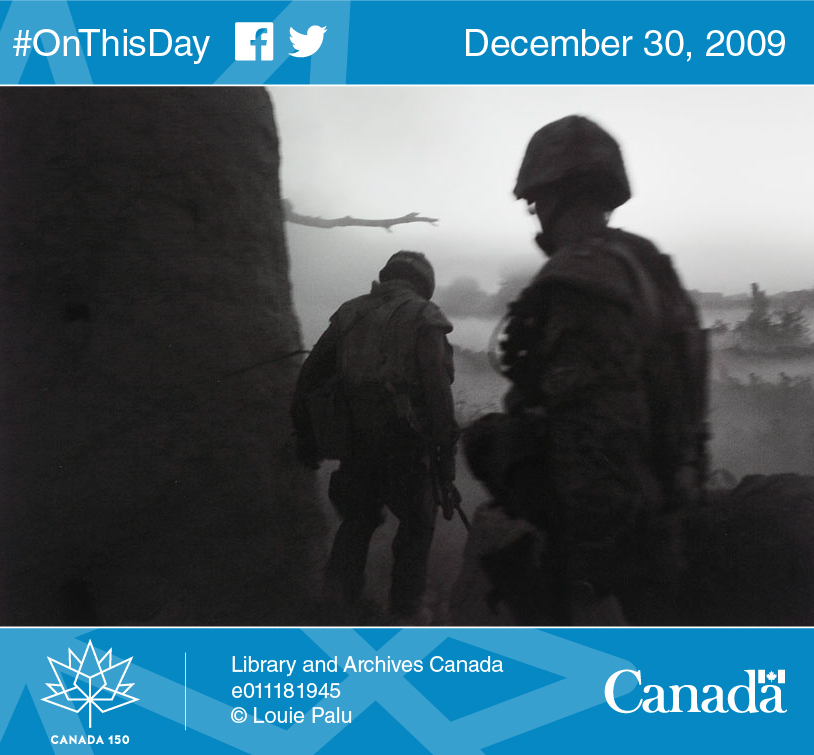 #OnThisDay
December 30, 2009
Library and Archives Canada
e011181945
© Louie Palu
CANADA 150
Canada